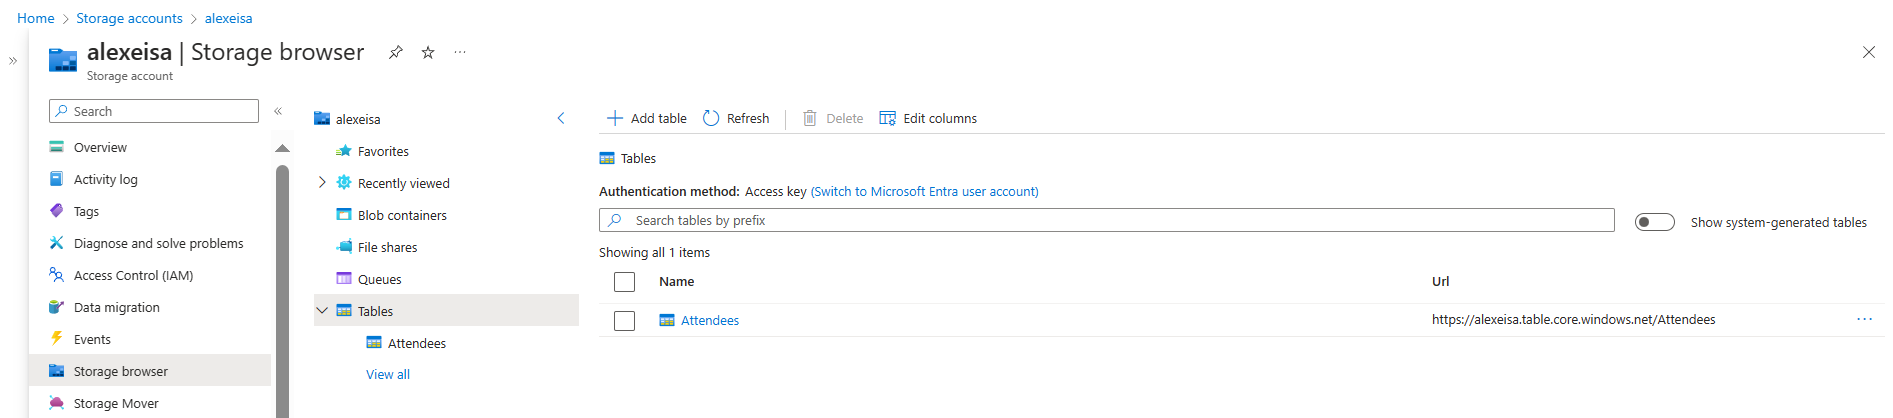 Home > Storage accounts > alexeisa
alexeisa | Storage browser
Storage account
Search
Overview
Activity log
Tags
Diagnose and solve problems
Access Control (IAM)
Data migration
Events
Storage browser
Storage Mover
alexeisa
Favorites
Recently viewed
Blob containers
File shares
Queues
Tables
Attendees
View all
Add table Refresh Delete Edit columns
Tables
Authentication method: Access key (Switch to Microsoft Entra user account)
Search tables by prefix
Show system-generated tables
Showing all 1 items
Name Url
Attendees https://alexeisa.table.core.windows.net/Attendees